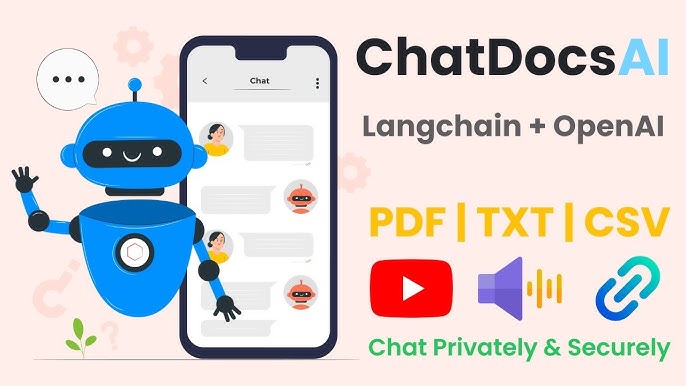 Chat
ChatDocsAI
Langchain + OpenAI
PDF | TXT | CSV
Chat Privately & Securely